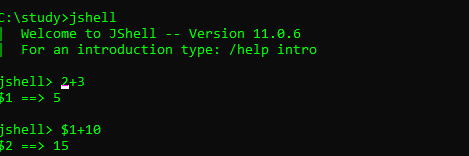 C:\study>jshell
|  Welcome to JShell -- Version 11.0.6
|  For an introduction type: /help intro
jshell> 2+3
$1 ==> 5
jshell> $1+10
$2 ==> 15